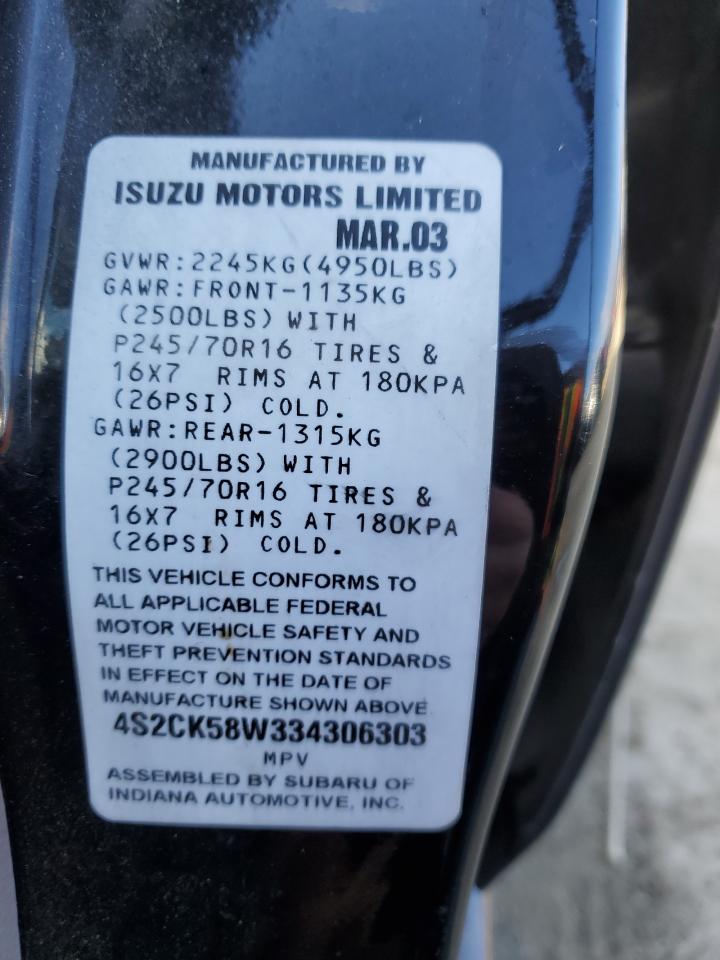 MANUFACTURED BY
ISUZU MOTORS LIMITED
MAR.03
GVWR:2245KG(4950LBS)
GAWR:FRONT-1135KG
(2500LBS) WITH
P245/70R16 TIRES &
16X7 RIMS AT 180KPA
(26PSI) COLD.
GAWR:REAR-1315KG
(2900LBS) WITH
P245/70R16 TIRES &
16X7 RIMS AT 180KPA
(26PSI) COLD.
THIS VEHICLE CONFORMS TO
ALL APPLICABLE FEDERAL
MOTOR VEHICLE SAFETY AND
THEFT PREVENTION STANDARDS
IN EFFECT ON THE DATE OF
MANUFACTURE SHOWN ABOVE
4S2CK58W334306303
MPV
ASSEMBLED BY SUBARU OF
INDIANA AUTOMOTIVE, INC.